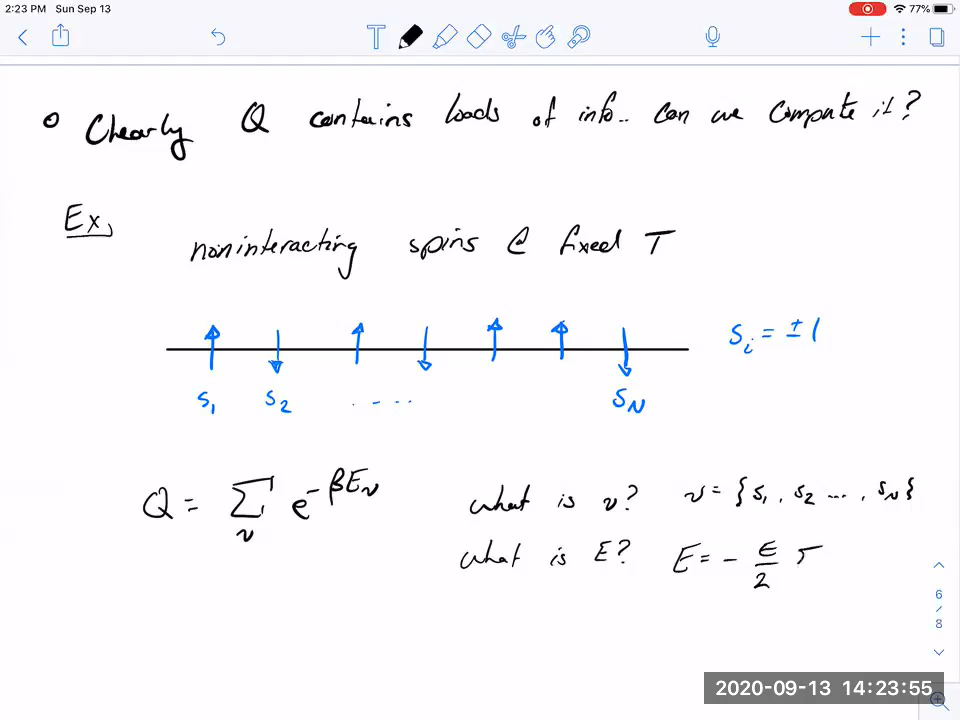 2:23 PM Sun Sep 13 77%
Clearly Q contains loads of info.. Can we compute it?
Ex,
noninteracting spins @ fixed T
S_i = ±1
S_1 S_2 . - . . S_N
Q = Σ_ν e^{-βE_ν} what is ν? ν = {s_1, s_2 ..., s_N}
what is E? E = - ε/2
6
/
8
2020-09-13 14:23:55